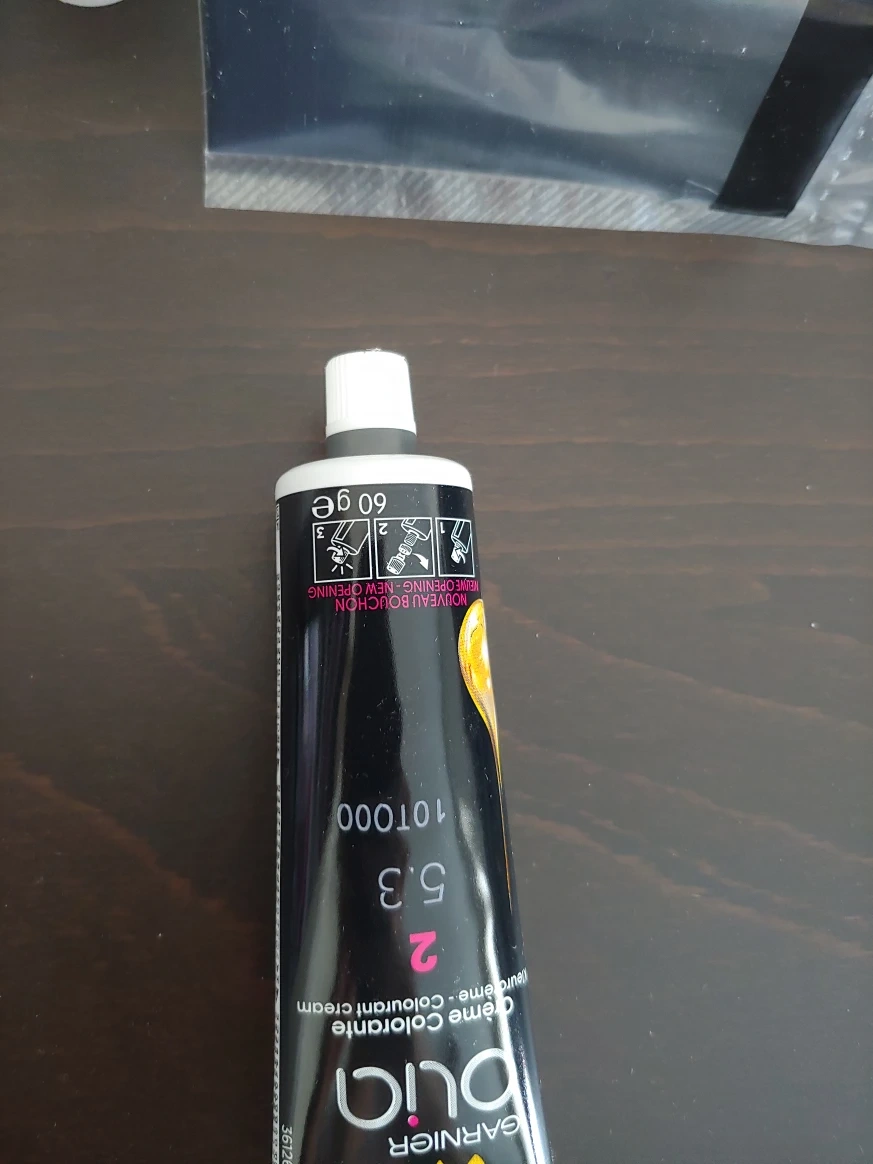 GARNIER
olia
Crème Colorante
Kleurcrème - Colourant cream
2
5.3
10T000
NOUVEAU BOUCHON
NIEUWE OPENING - NEW OPENING
1 2 3
60 g e